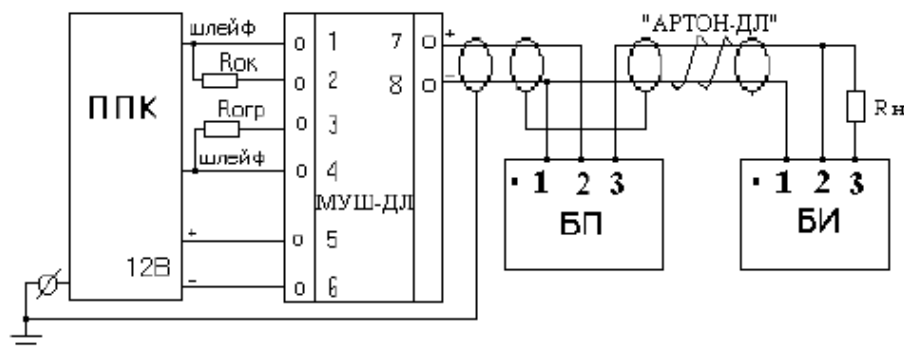 шлейф
Rок
ППК
Rогр
шлейф
+
12В
–
1
2
3
4
МУШ-ДЛ
5
6
7
8
+
–
"АРТОН-ДЛ"
Rн
1 2 3
БП
1 2 3
БИ